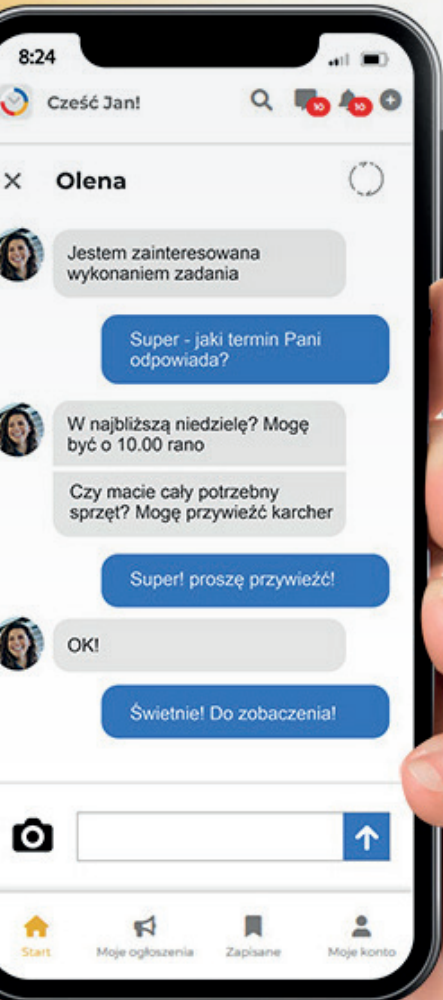 8:24
Cześć Jan!
10
10
Olena
Jestem zainteresowana
wykonaniem zadania
Super - jaki termin Pani
odpowiada?
W najbliższą niedzielę? Mogę
być o 10.00 rano
Czy macie cały potrzebny
sprzęt? Mogę przywieźć karcher
Super! proszę przywieźć!
OK!
Świetnie! Do zobaczenia!
Start
Moje ogłoszenia
Zapisane
Moje konto